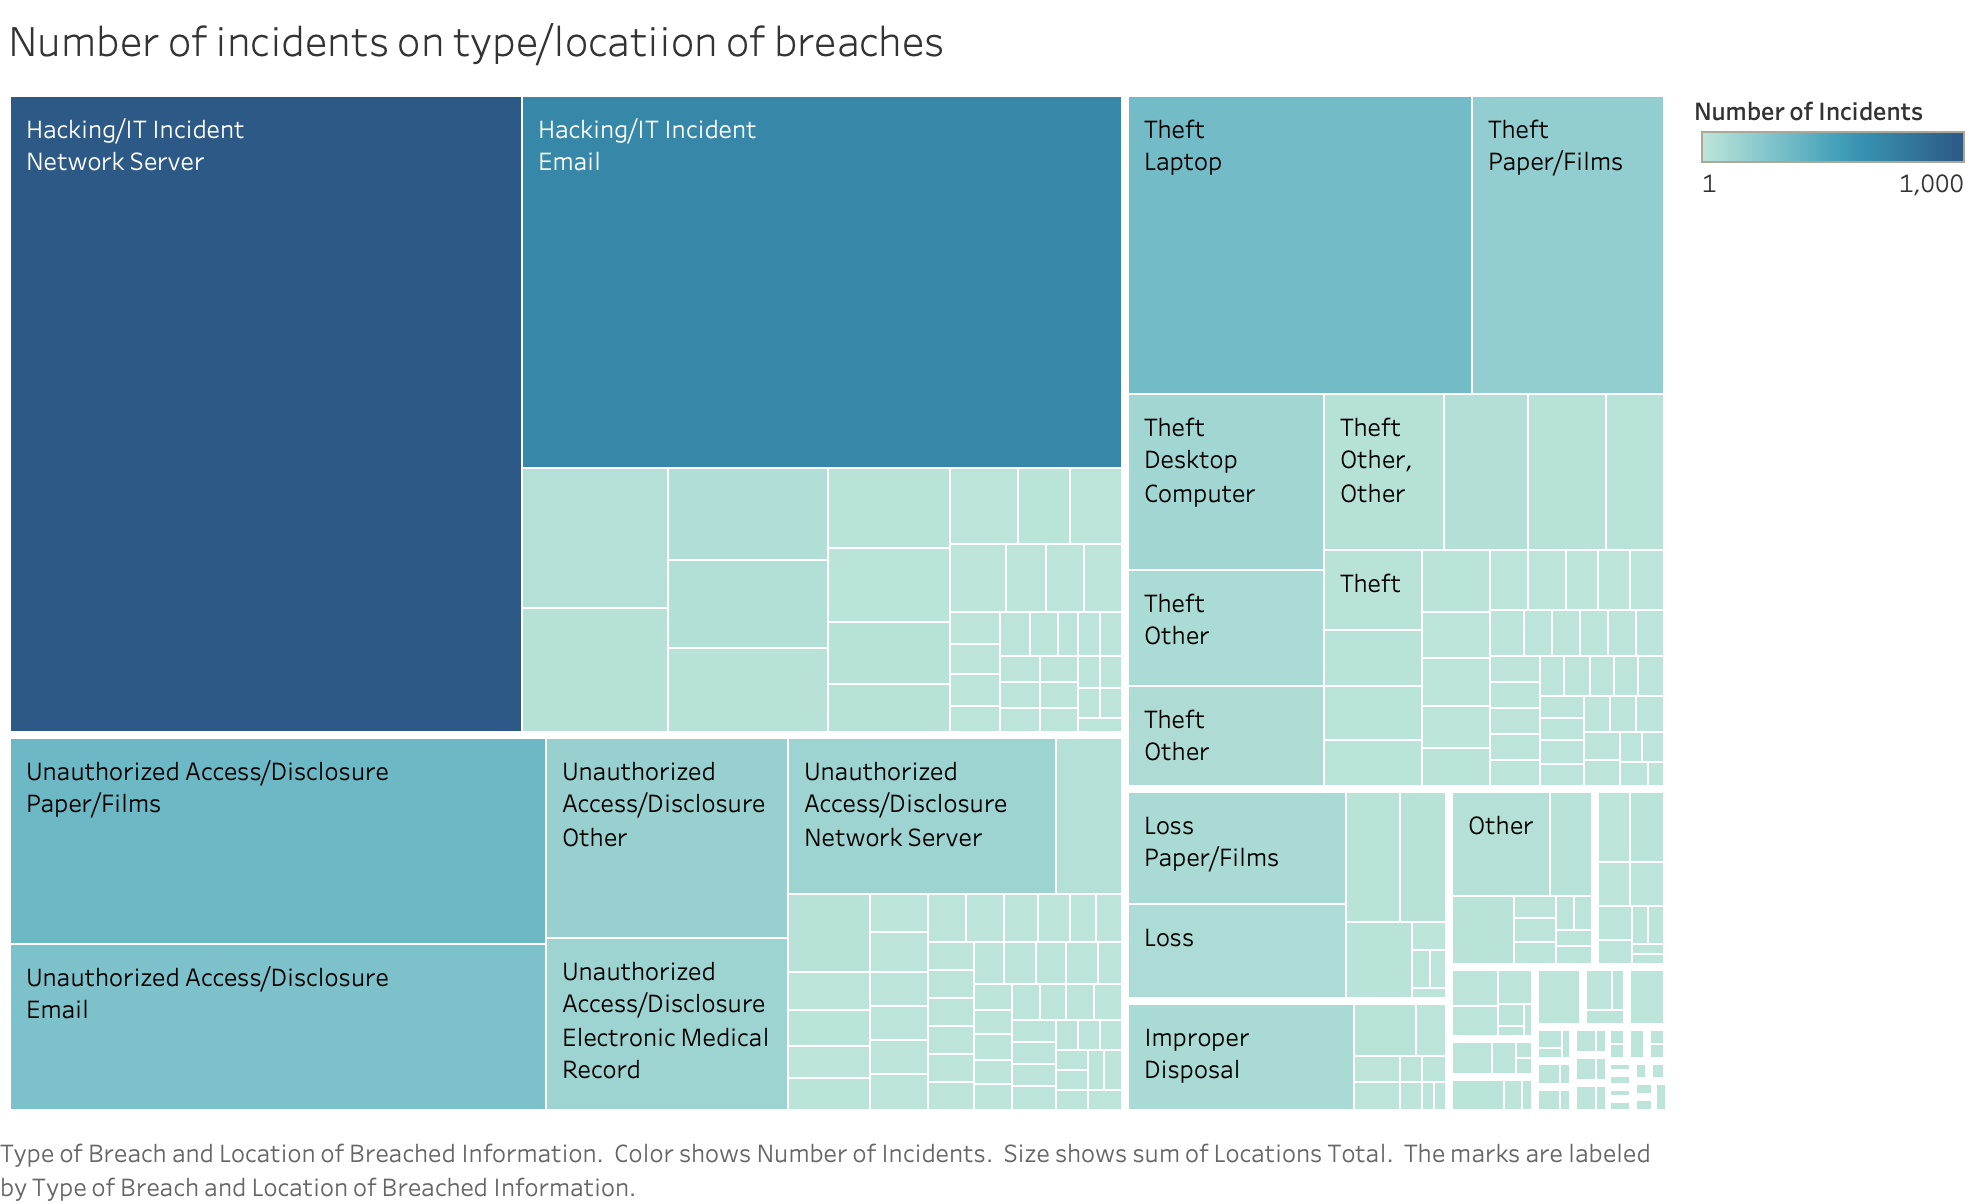 Number of incidents on type/locatiion of breaches
Hacking/IT Incident
Network Server
Hacking/IT Incident
Email
Theft
Laptop
Theft
Paper/Films
Number of Incidents
1
1,000
Theft
Desktop
Computer
Theft
Other,
Other
Theft
Theft
Other
Theft
Other
Unauthorized Access/Disclosure
Paper/Films
Unauthorized
Access/Disclosure
Other
Unauthorized
Access/Disclosure
Network Server
Unauthorized Access/Disclosure
Email
Unauthorized
Access/Disclosure
Electronic Medical
Record
Loss
Paper/Films
Other
Loss
Improper
Disposal
Type of Breach and Location of Breached Information.  Color shows Number of Incidents.  Size shows sum of Locations Total.  The marks are labeled
by Type of Breach and Location of Breached Information.